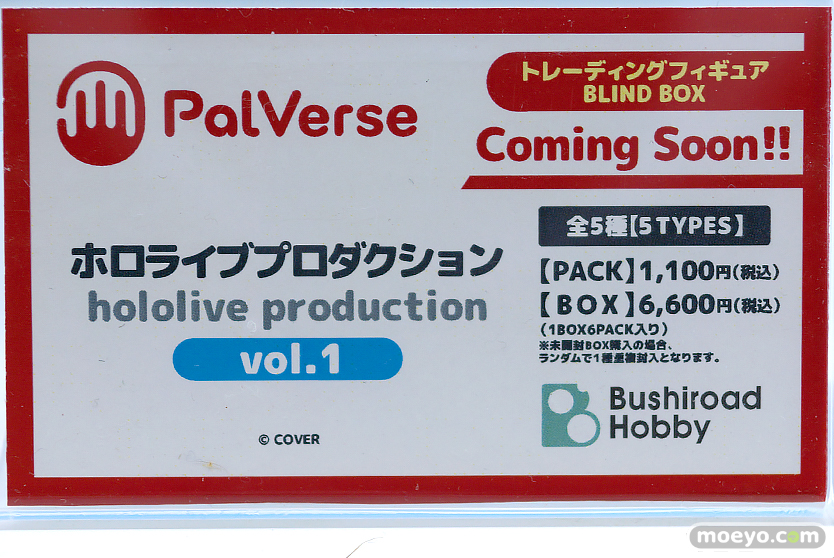 PalVerse
トレーディングフィギュア
BLIND BOX
Coming Soon!!
ホロライブプロダクション
hololive production
vol.1
© COVER
全5種【5 TYPES】
【PACK】1,100円(税込)
【BOX】6,600円(税込)
(1BOX6PACK入り)
※未開封BOX購入の場合、
ランダムで1種重複封入となります。
Bushiroad
Hobby
moeyo.com